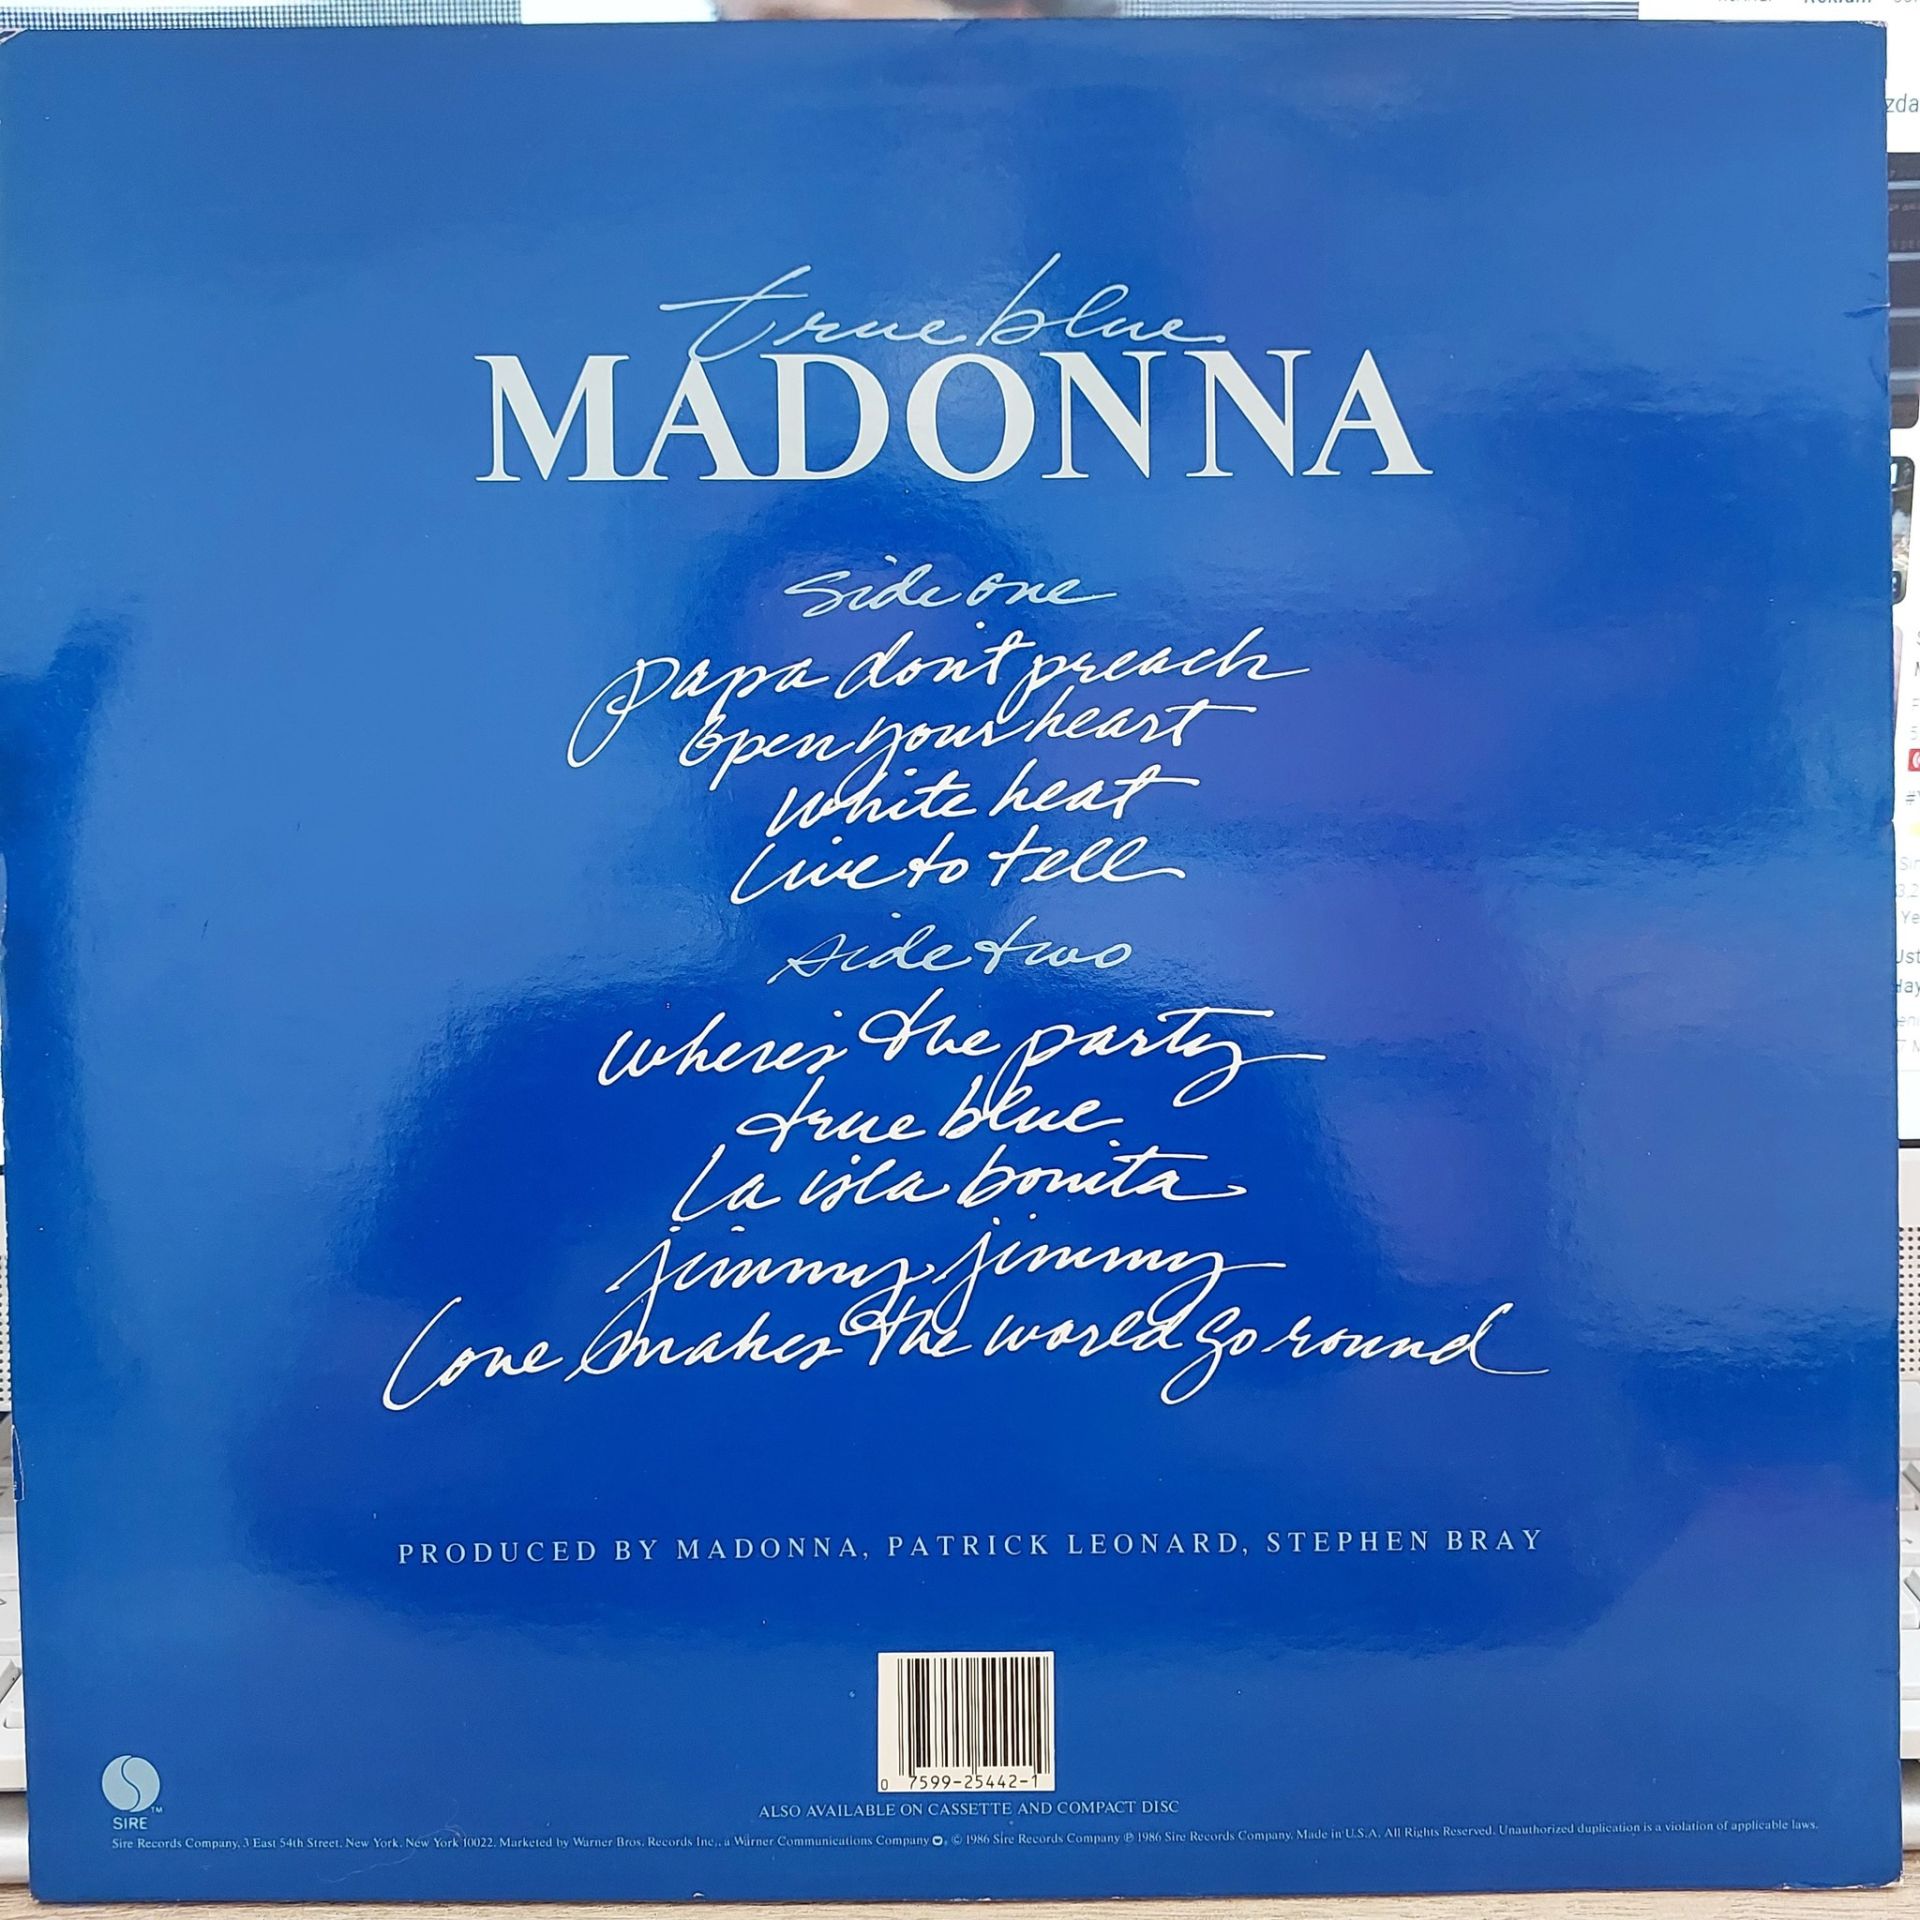 true blue
MADONNA
side one
papa don't preach
open your heart
white heat
live to tell
side two
where's the party
true blue
la isla bonita
jimmy jimmy
love makes the world go round
PRODUCED BY MADONNA, PATRICK LEONARD, STEPHEN BRAY
0 7599-25442-1
ALSO AVAILABLE ON CASSETTE AND COMPACT DISC
SIRE TM
Sire Records Company, 3 East 54th Street, New York, New York 10022. Marketed by Warner Bros. Records Inc., a Warner Communications Company, © 1986 Sire Records Company ℗ 1986 Sire Records Company. Made in U.S.A. All Rights Reserved. Unauthorized duplication is a violation of applicable laws.